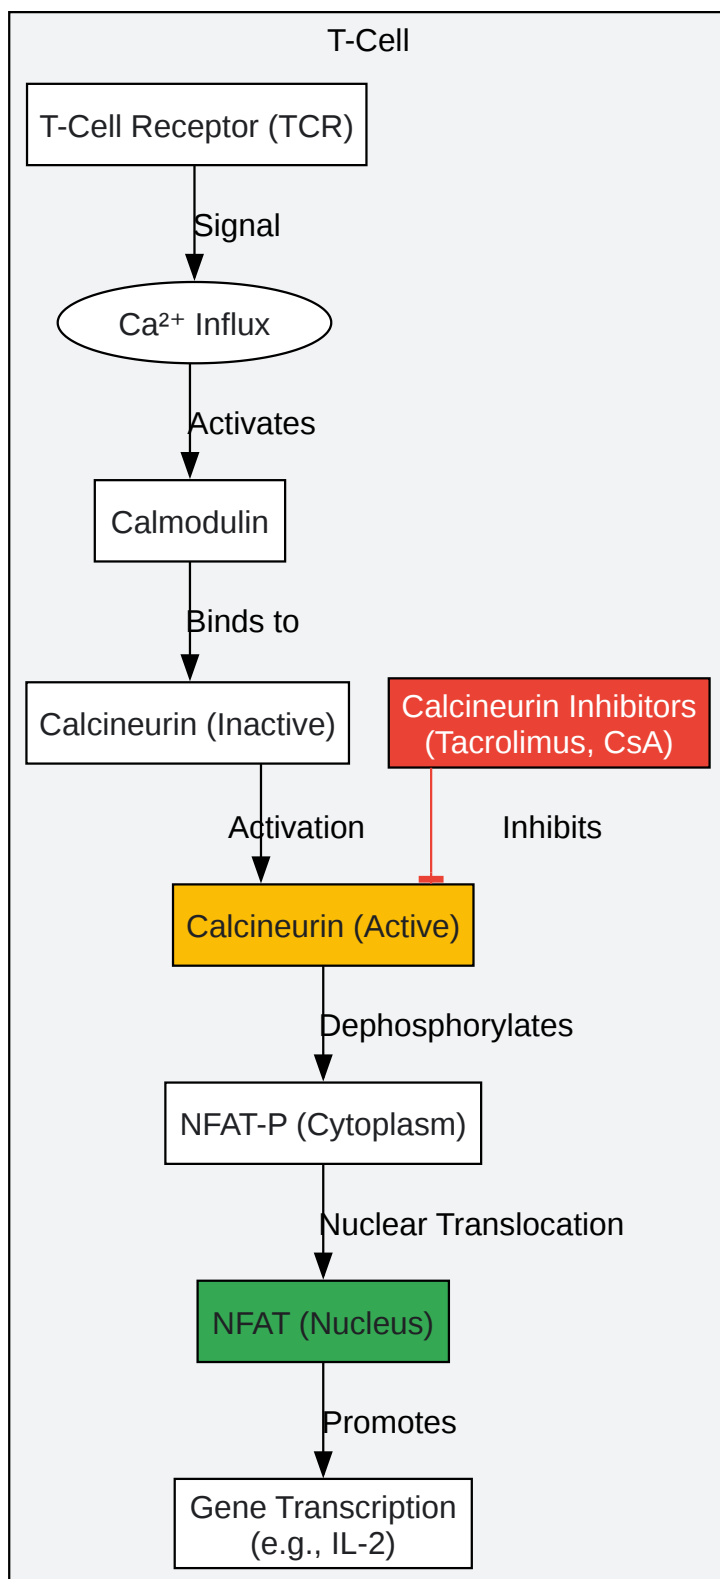 T-Cell
T-Cell Receptor (TCR)
Signal
Ca²⁺ Influx
Activates
Calmodulin
Binds to
Calcineurin (Inactive)
Calcineurin Inhibitors
(Tacrolimus, CsA)
Activation
Inhibits
Calcineurin (Active)
Dephosphorylates
NFAT-P (Cytoplasm)
Nuclear Translocation
NFAT (Nucleus)
Promotes
Gene Transcription
(e.g., IL-2)